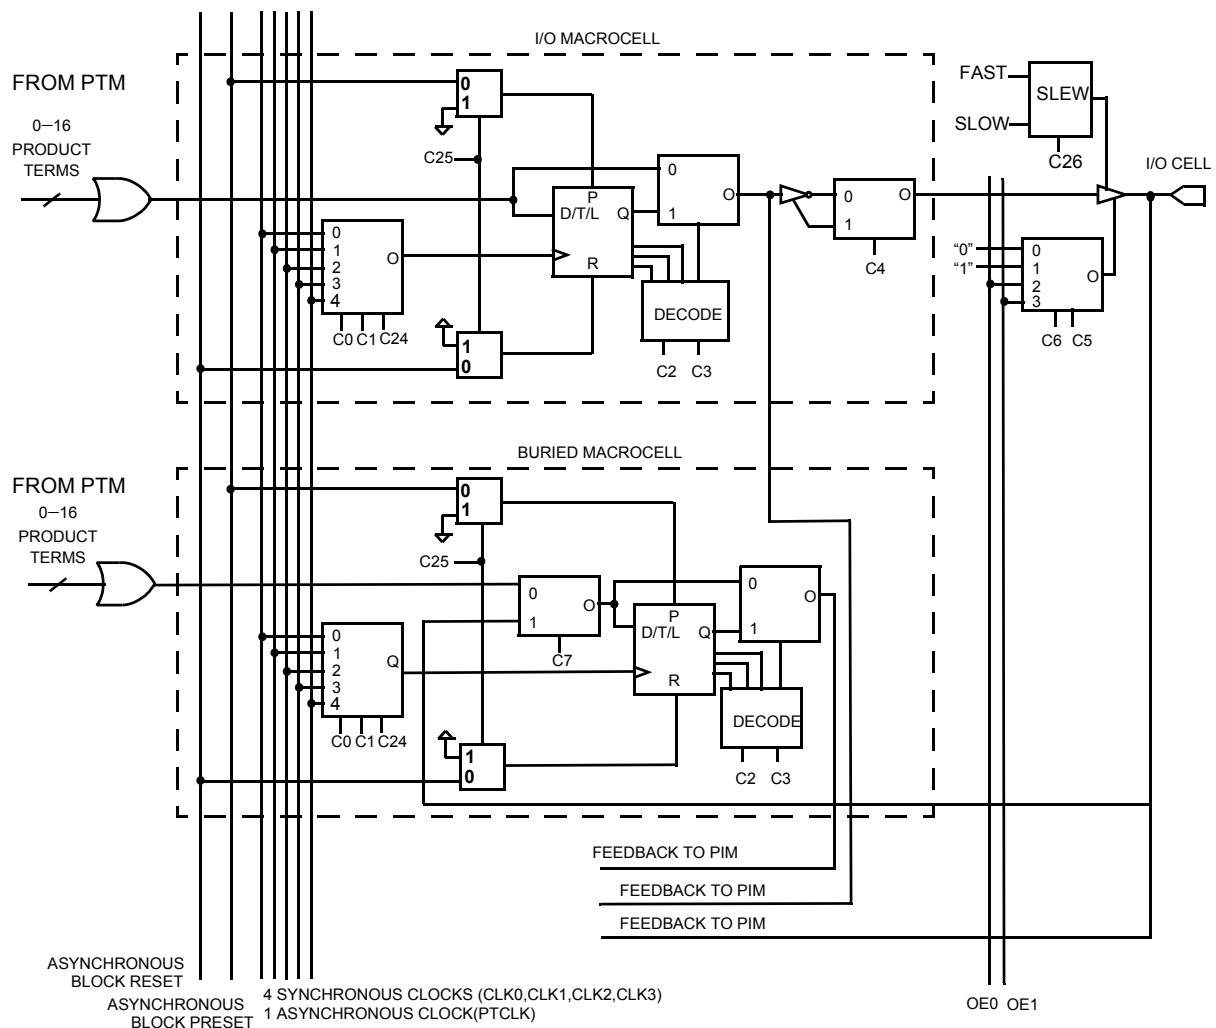 I/O MACROCELL
FROM PTM
0–16
PRODUCT
TERMS
0
1
C25
FAST
SLOW
SLEW
C26
I/O CELL
0
1
O
P
D/T/L
Q
R
0
1
2
3
4
O
C0 C1 C24
DECODE
C2 C3
1
0
0
1
O
C4
“0”
“1”
0
1
2
3
O
C6 C5
BURIED MACROCELL
FROM PTM
0–16
PRODUCT
TERMS
0
1
C25
0
1
O
C7
0
1
O
P
D/T/L
Q
R
0
1
2
3
4
Q
C0 C1 C24
DECODE
C2 C3
1
0
FEEDBACK TO PIM
FEEDBACK TO PIM
FEEDBACK TO PIM
ASYNCHRONOUS
BLOCK RESET
ASYNCHRONOUS
BLOCK PRESET
4 SYNCHRONOUS CLOCKS (CLK0,CLK1,CLK2,CLK3)
1 ASYNCHRONOUS CLOCK(PTCLK)
OE0 OE1